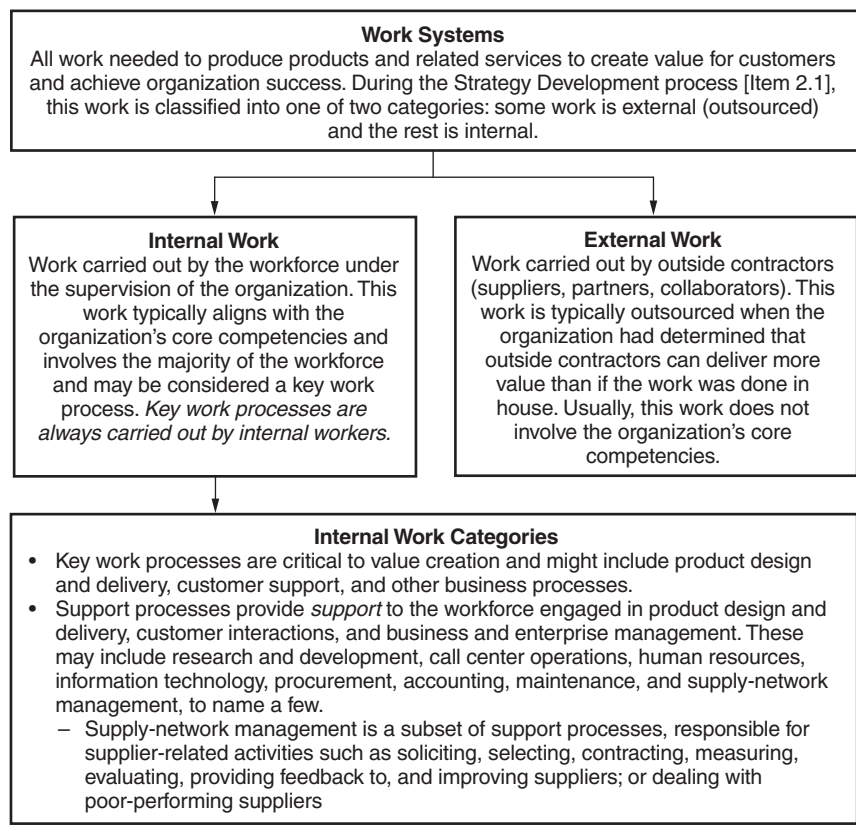 Work Systems
All work needed to produce products and related services to create value for customers
and achieve organization success. During the Strategy Development process [Item 2.1],
this work is classified into one of two categories: some work is external (outsourced)
and the rest is internal.
Internal Work
Work carried out by the workforce under
the supervision of the organization. This
work typically aligns with the
organization’s core competencies and
involves the majority of the workforce
and may be considered a key work
process. Key work processes are
always carried out by internal workers.
External Work
Work carried out by outside contractors
(suppliers, partners, collaborators). This
work is typically outsourced when the
organization had determined that
outside contractors can deliver more
value than if the work was done in
house. Usually, this work does not
involve the organization’s core
competencies.
Internal Work Categories
• Key work processes are critical to value creation and might include product design
and delivery, customer support, and other business processes.
• Support processes provide support to the workforce engaged in product design and
delivery, customer interactions, and business and enterprise management. These
may include research and development, call center operations, human resources,
information technology, procurement, accounting, maintenance, and supply-network
management, to name a few.
– Supply-network management is a subset of support processes, responsible for
supplier-related activities such as soliciting, selecting, contracting, measuring,
evaluating, providing feedback to, and improving suppliers; or dealing with
poor-performing suppliers